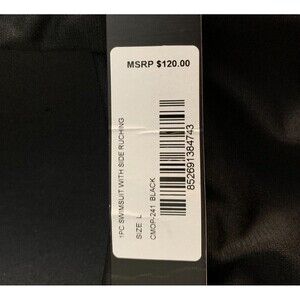 MSRP $120.00
1PC SWIMSUIT WITH SIDE RUCHING
SIZE: L
CMOP-241 BLACK
852691384743